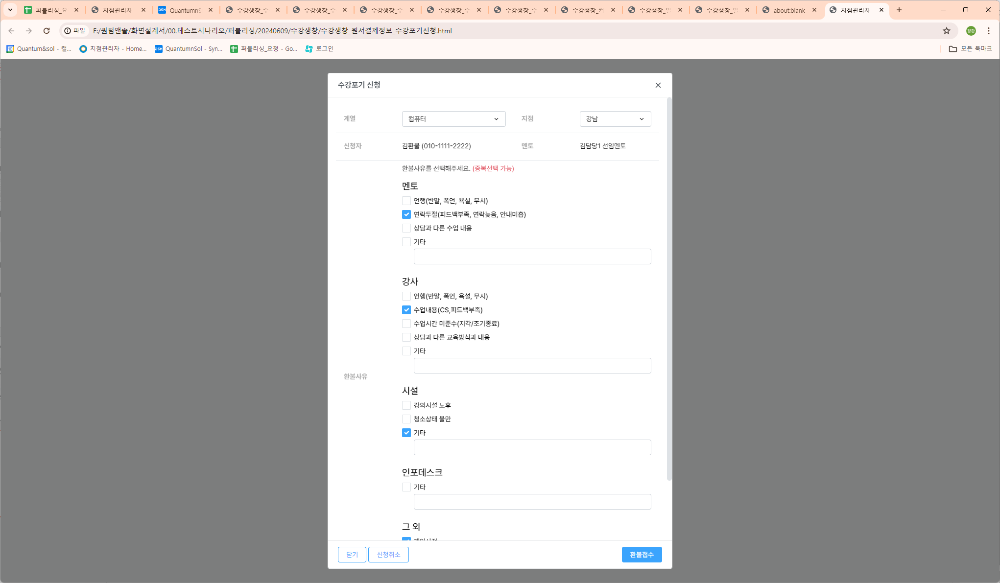 퍼블리싱_요
지점관리자
QuantumnS
수강생창_수
수강생창_수
수강생창_수
수강생창_수
수강생창_수
수강생창_커
수강생창_일
수강생창_일
about:blank
지점관리자
파일
F:/퀀텀앤솔/화면설계서/00.테스트시나리오/퍼블리싱/20240609/수강생창/수강생창_원서결제정보_수강포기신청.html
정환
10 Quantum&sol - 캘...
지점관리자 - Home...
DSM QuantumnSol - Syn...
퍼블리싱_요청 - Go...
로그인
모든 북마크
수강포기 신청
계열 컴퓨터 지점 강남
신청자 김환불 (010-1111-2222) 멘토 김담당1 선임멘토
환불사유
환불사유를 선택해주세요. (중복선택 가능)
멘토
언행(반말, 폭언, 욕설, 무시)
연락두절(피드백부족, 연락늦음, 안내미흡)
상담과 다른 수업 내용
기타
강사
언행(반말, 폭언, 욕설, 무시)
수업내용(CS,피드백부족)
수업시간 미준수(지각/조기종료)
상담과 다른 교육방식과 내용
기타
시설
강의시설 노후
청소상태 불만
기타
인포데스크
기타
그 외
닫기 신청취소 환불접수